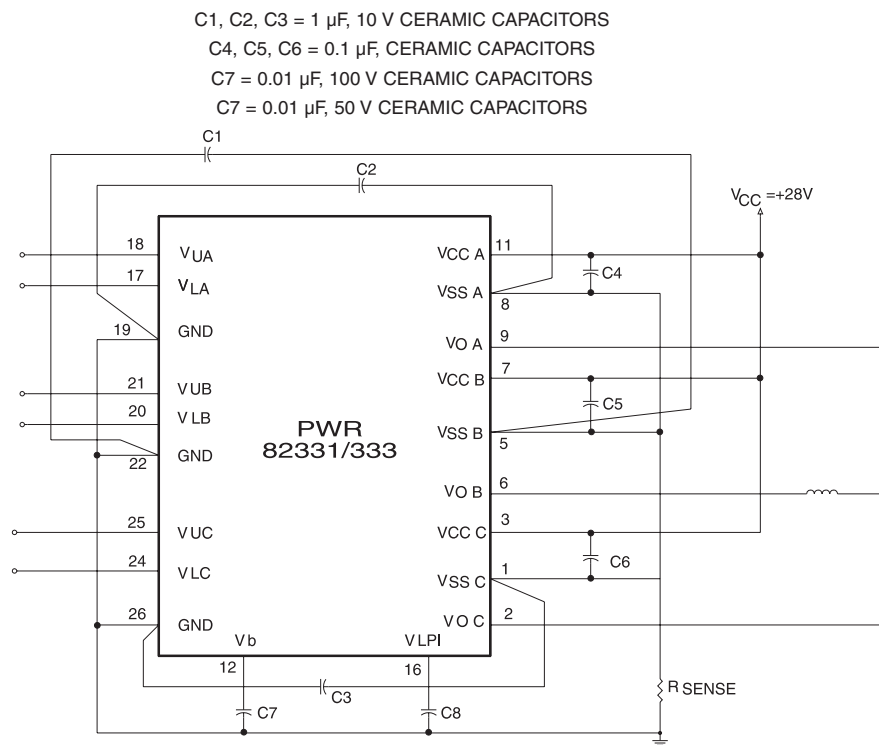 C1, C2, C3 = 1 µF, 10 V CERAMIC CAPACITORS
C4, C5, C6 = 0.1 µF, CERAMIC CAPACITORS
C7 = 0.01 µF, 100 V CERAMIC CAPACITORS
C7 = 0.01 µF, 50 V CERAMIC CAPACITORS
C1
C2
VCC =+28V
18 VUA
17 VLA
19 GND
21 VUB
20 VLB
22 GND
25 VUC
24 VLC
26 GND
PWR
82331/333
VCC A 11
C4
VSS A 8
VO A 9
VCC B 7
C5
VSS B 5
VO B 6
VCC C 3
C6
VSS C 1
VO C 2
Vb
12
VLPI
16
C3
C7
C8
R SENSE